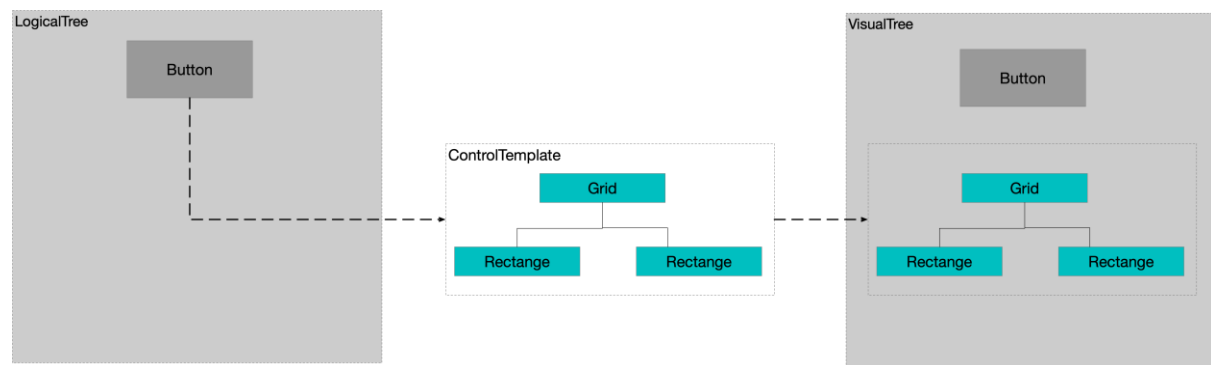 LogicalTree
Button
ControlTemplate
Grid
Rectange
Rectange
VisualTree
Button
Grid
Rectange
Rectange